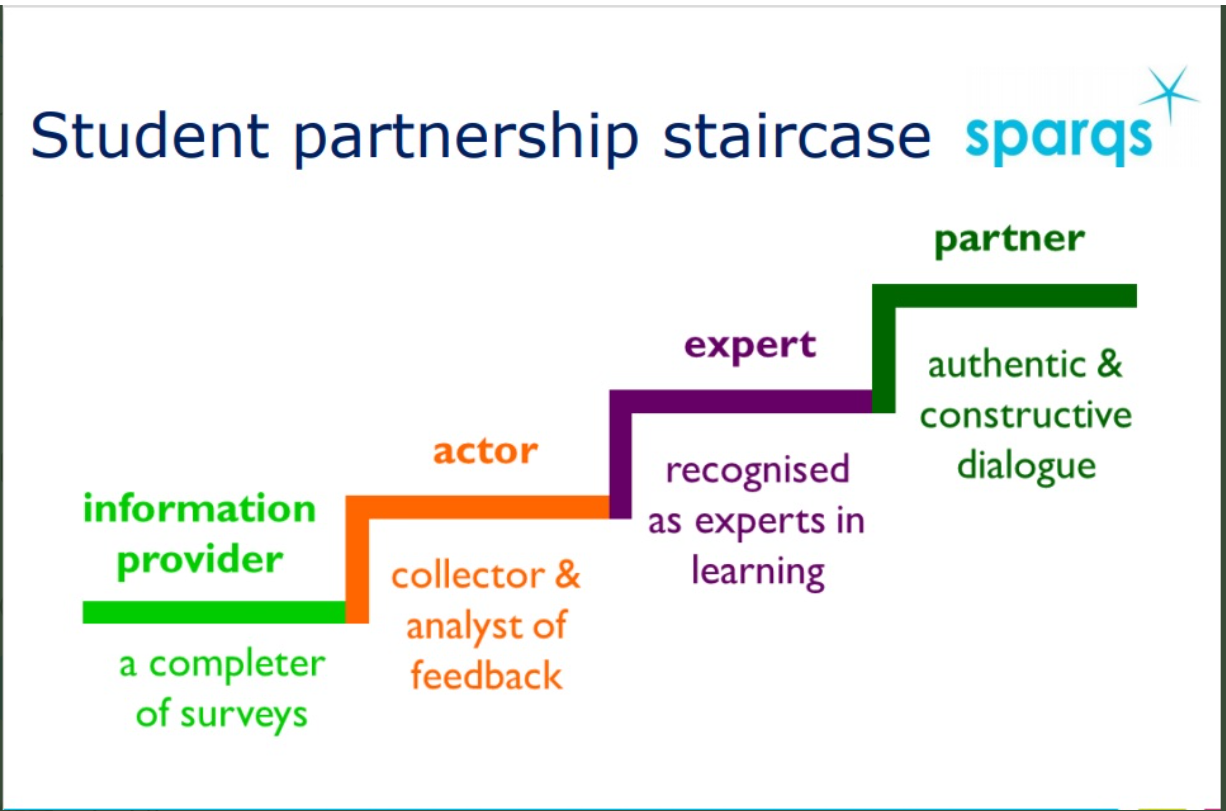 Student partnership staircase
sparqs
partner
authentic &
constructive
dialogue
expert
recognised
as experts in
learning
actor
collector &
analyst of
feedback
information
provider
a completer
of surveys